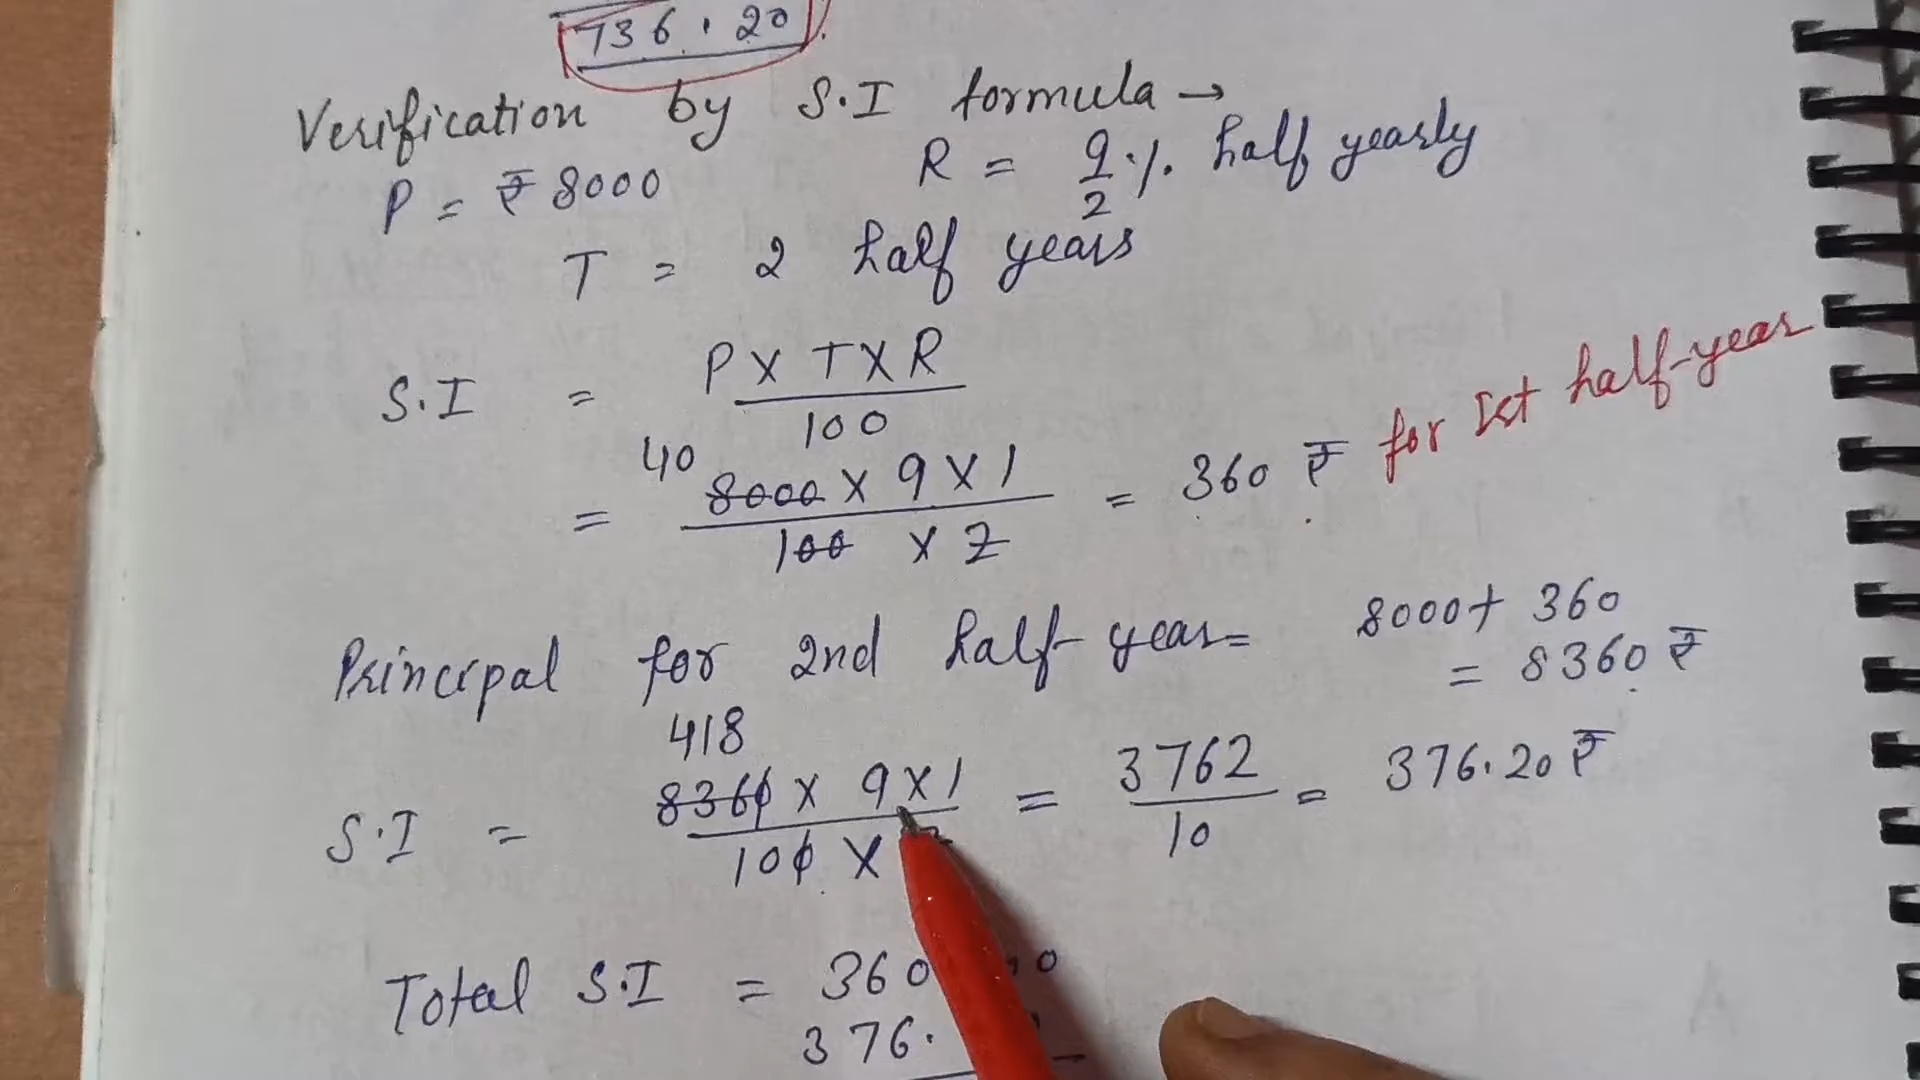 736.20
Verification by S.I formula →
P = ₹ 8000
R = 9/2 % half yearly
T = 2 half years
S.I = P X T X R / 100
40
= 8000 X 9 X 1 / 100 X 2 = 360 ₹ for Ist half-year
Principal for 2nd half-year = 8000 + 360
= 8360 ₹
418
S.I = 8360 X 9 X 1 / 100 X = 3762 / 10 = 376.20 ₹
Total S.I = 360
376.